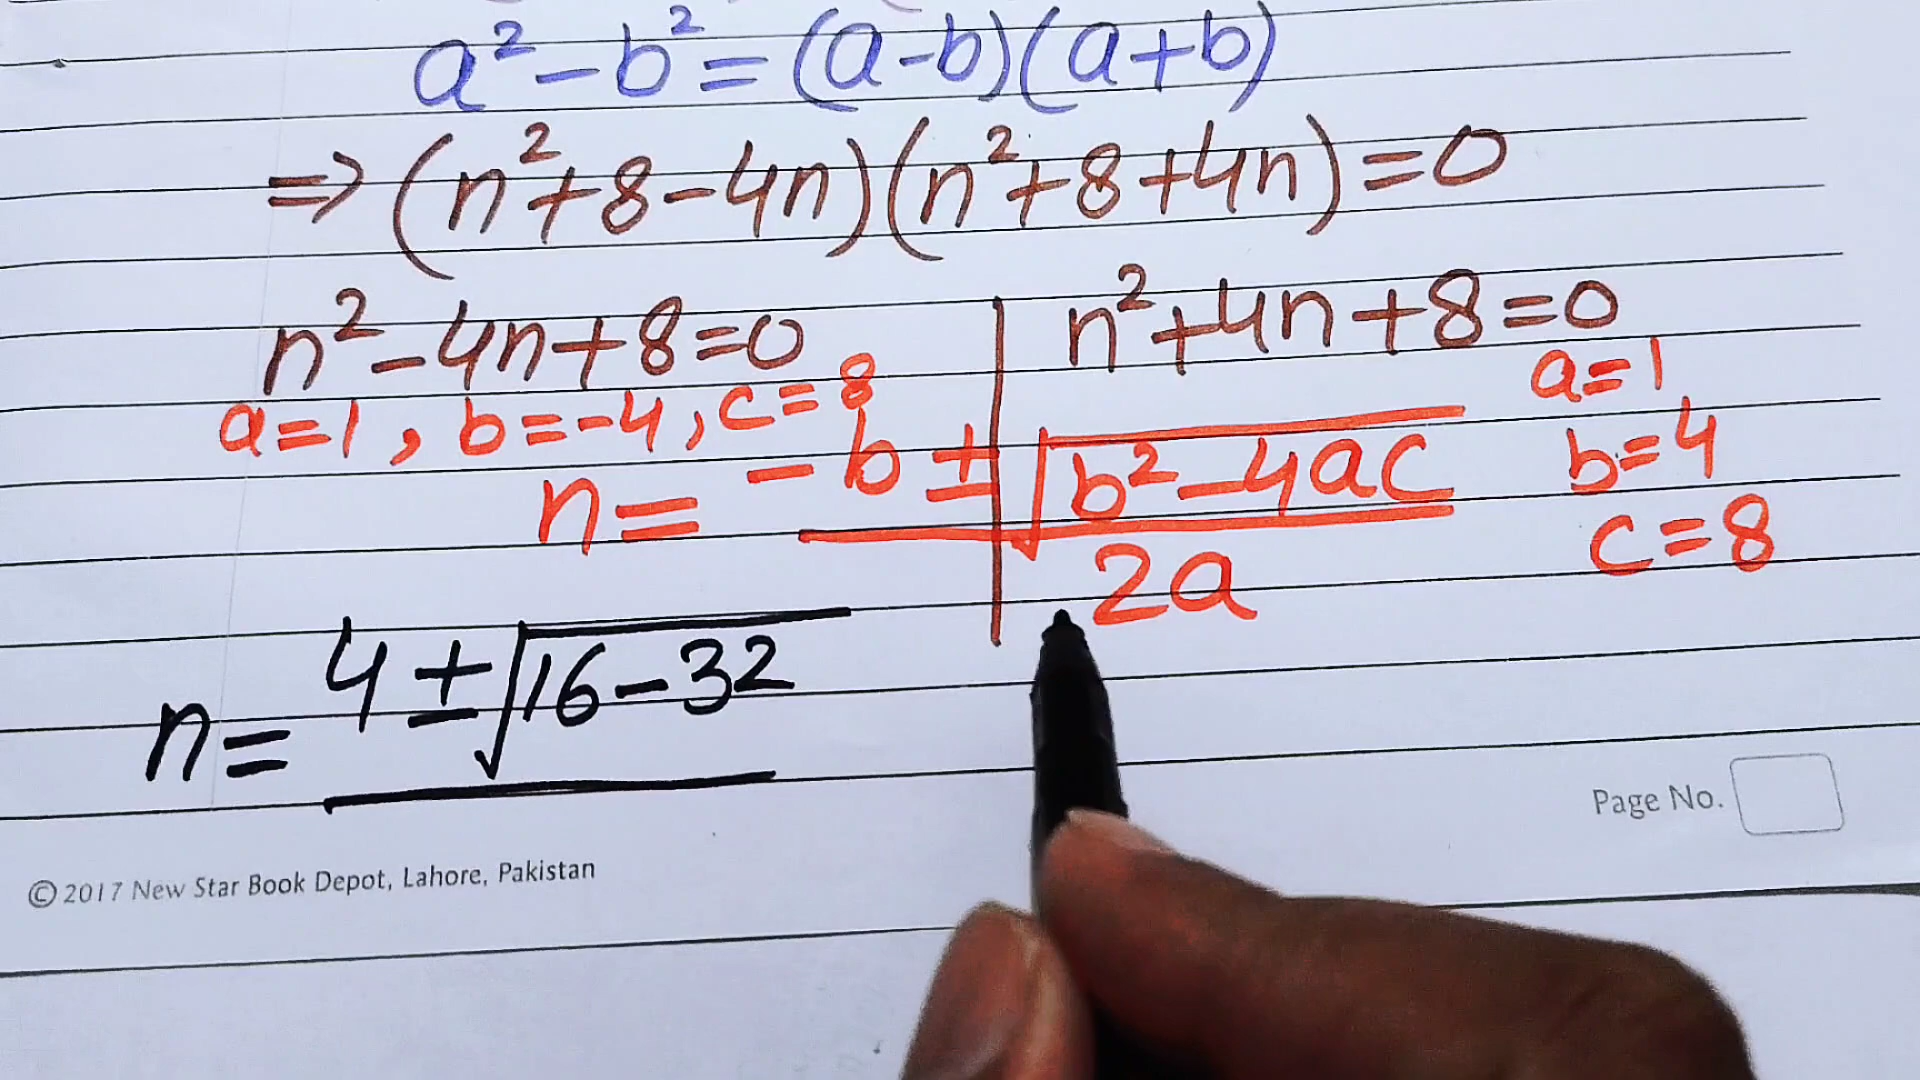 a² - b² = (a-b)(a+b)
⇒ (n²+8-4n)(n²+8+4n)=0
n²-4n+8=0
a=1, b=-4, c=8
n²+4n+8=0
a=1
b=4
c=8
n= -b ± √b²-4ac
2a
n= 4 ± √16-32
Page No.
© 2017 New Star Book Depot, Lahore, Pakistan